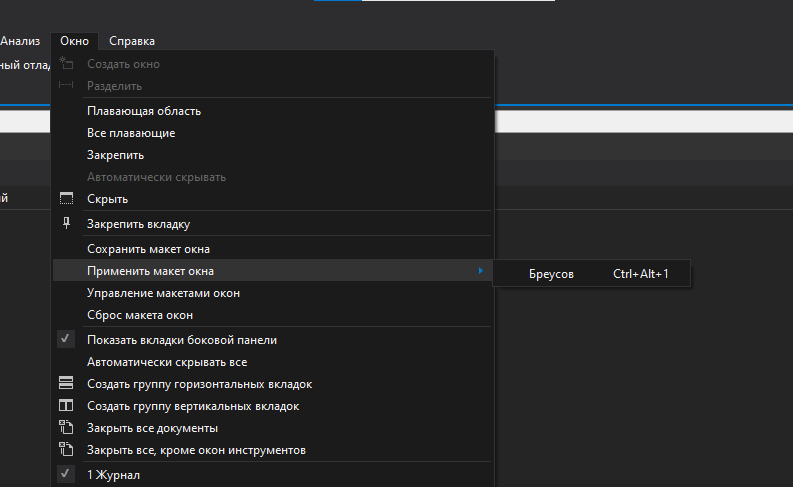 Анализ Окно Справка
ный отлад
Создать окно
Разделить
Плавающая область
Все плавающие
Закрепить
Автоматически скрывать
ий
Скрыть
Закрепить вкладку
Сохранить макет окна
Применить макет окна
Бреусов Ctrl+Alt+1
Управление макетами окон
Сброс макета окон
Показать вкладки боковой панели
Автоматически скрывать все
Создать группу горизонтальных вкладок
Создать группу вертикальных вкладок
Закрыть все документы
Закрыть все, кроме окон инструментов
1 Журнал